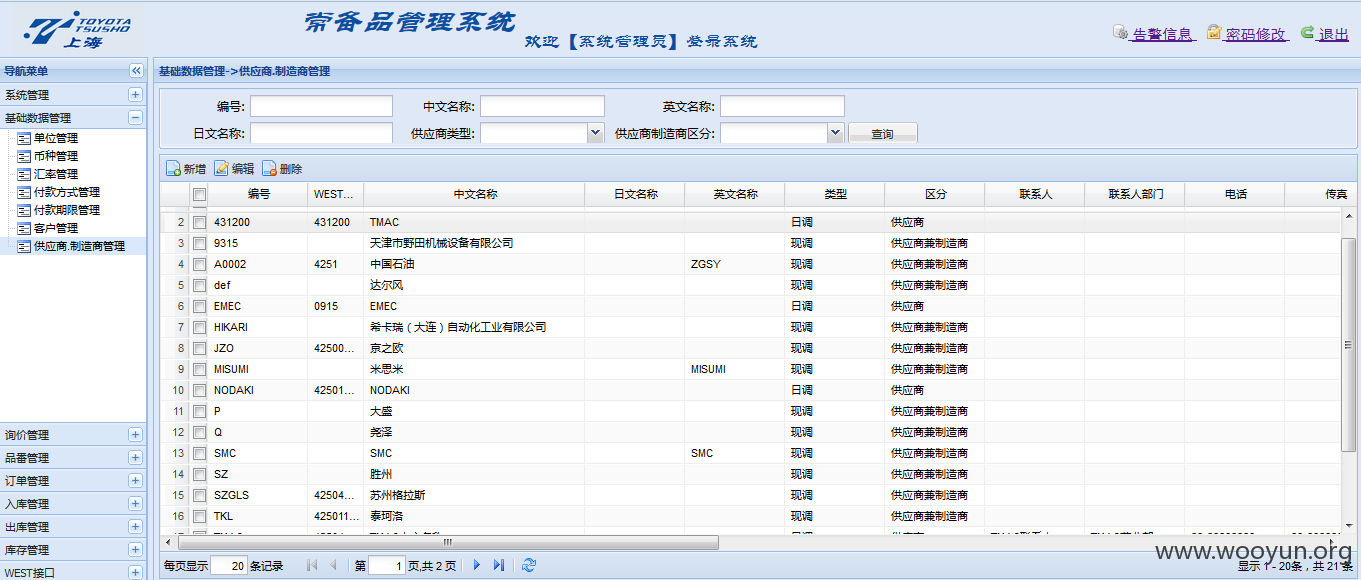 TOYOTA
TSUSHO
上海
常备品管理系统
欢迎【系统管理员】登录系统
告警信息 密码修改 退出
导航菜单
系统管理
基础数据管理
单位管理
币种管理
汇率管理
付款方式管理
付款期限管理
客户管理
供应商.制造商管理
询价管理
品番管理
订单管理
入库管理
出库管理
库存管理
WEST接口
基础数据管理->供应商.制造商管理
编号: 中文名称: 英文名称:
日文名称: 供应商类型: 供应商制造商区分: 查询
新增 编辑 删除
编号 WEST... 中文名称 日文名称 英文名称 类型 区分 联系人 联系人部门 电话 传真
2 431200 431200 TMAC 日调 供应商
3 9315 天津市野田机械设备有限公司 现调 供应商兼制造商
4 A0002 4251 中国石油 ZGSY 现调 供应商兼制造商
5 def 达尔风 现调 供应商兼制造商
6 EMEC 0915 EMEC 日调 供应商
7 HIKARI 希卡瑞（大连）自动化工业有限公司 现调 供应商兼制造商
8 JZO 42500... 京之欧 现调 供应商兼制造商
9 MISUMI 米思米 MISUMI 现调 供应商兼制造商
10 NODAKI 42501... NODAKI 日调 供应商
11 P 大盛 现调 供应商兼制造商
12 Q 尧泽 现调 供应商兼制造商
13 SMC SMC SMC 现调 供应商兼制造商
14 SZ 胜州 现调 供应商兼制造商
15 SZGLS 42504... 苏州格拉斯 现调 供应商兼制造商
16 TKL 425011... 泰珂洛 现调 供应商兼制造商
每页显示 20 条记录 第 1 页,共 2 页
显示 1 - 20条，共 21 条
www.wooyun.org